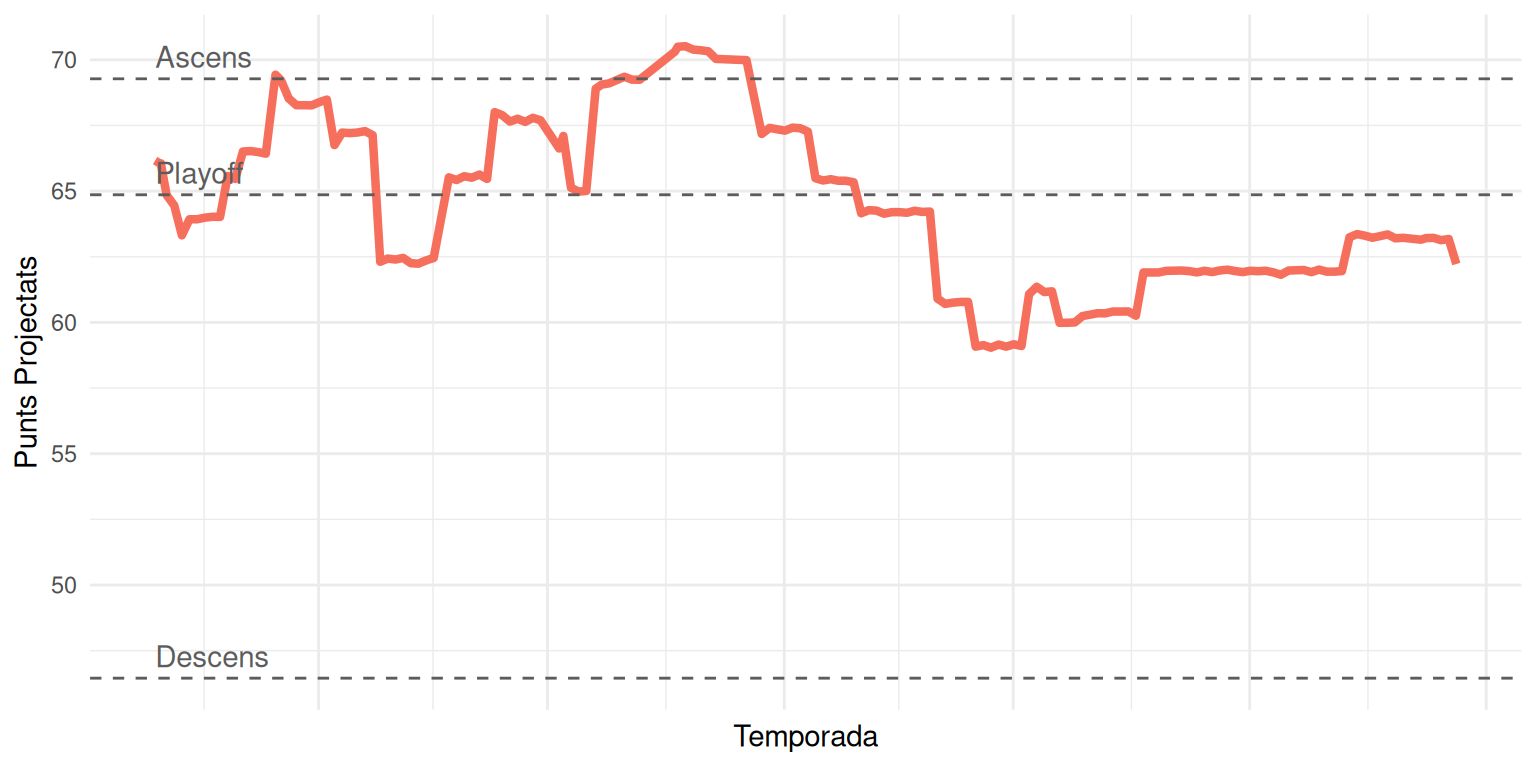 Ascens
Playoff
Descens
70
65
60
55
50
Punts Projectats
Temporada